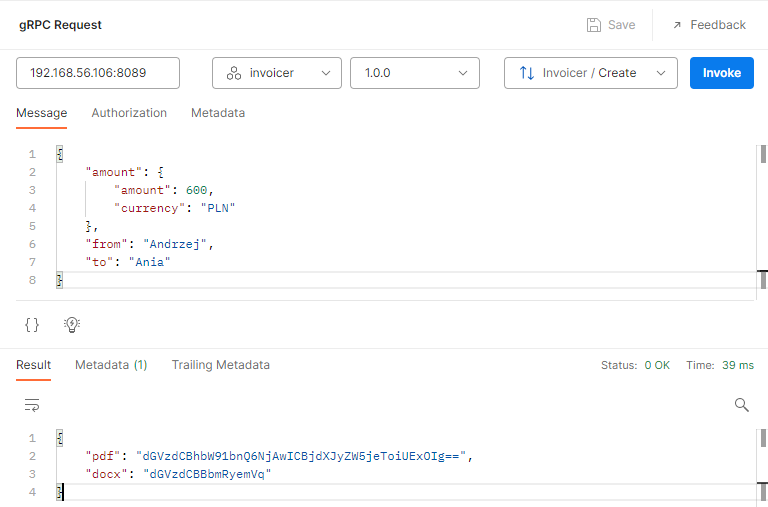 gRPC Request
Save
Feedback
192.168.56.106:8089
invoicer
1.0.0
Invoicer / Create
Invoke
Message Authorization Metadata
1 {
2 "amount": {
3 "amount": 600,
4 "currency": "PLN"
5 },
6 "from": "Andrzej",
7 "to": "Ania"
8 }
{}
Result Metadata (1) Trailing Metadata Status: 0 OK Time: 39 ms
1 {
2 "pdf": "dGVzdCBhbW91bnQ6NjAwICBjdXJyZW5jeToiUExOIg==",
3 "docx": "dGVzdCBBbmRyemVq"
4 }